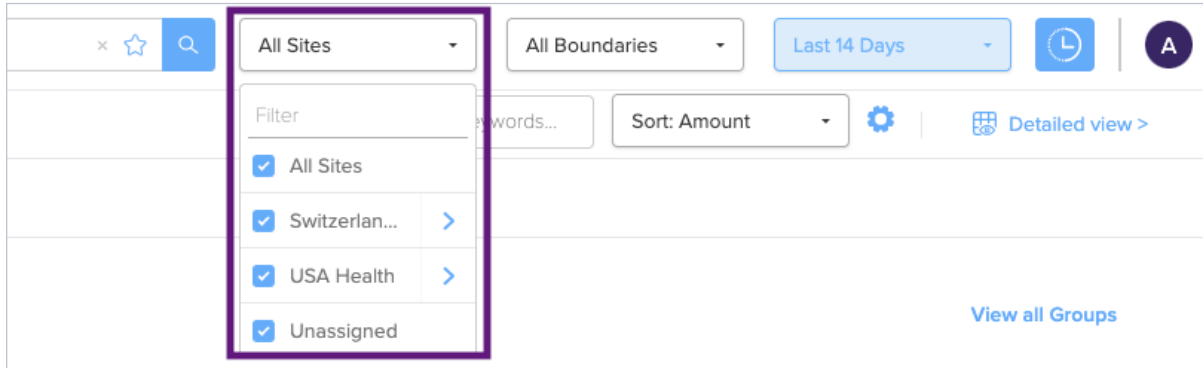 All Sites
All Boundaries
Last 14 Days
A
Filter
ywords...
Sort: Amount
Detailed view >
All Sites
Switzerlan...
USA Health
Unassigned
View all Groups